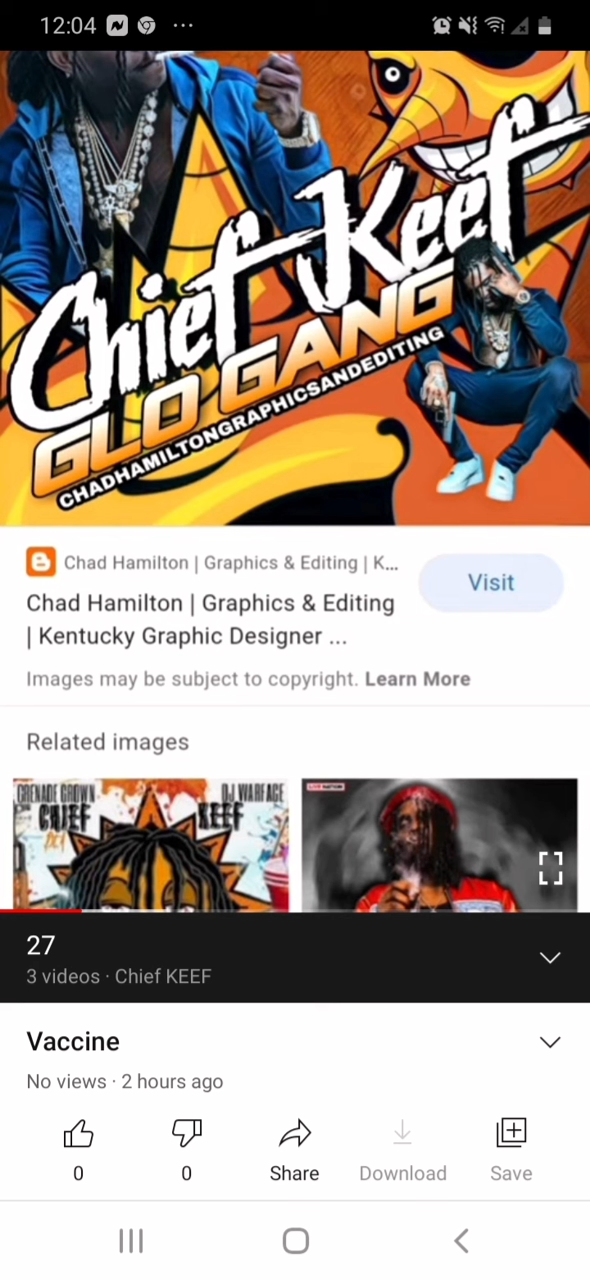 12:04
Chief Keef
GLO GANG
CHADHAMILTONGRAPHICSANDEDITING
Chad Hamilton | Graphics & Editing | K...
Visit
Chad Hamilton | Graphics & Editing
| Kentucky Graphic Designer ...
Images may be subject to copyright. Learn More
Related images
GRENADE GROWN
CHIEF
DJ WARFACE
KEEF
LIVE NATION
27
3 videos · Chief KEEF
Vaccine
No views · 2 hours ago
0
0
Share
Download
Save